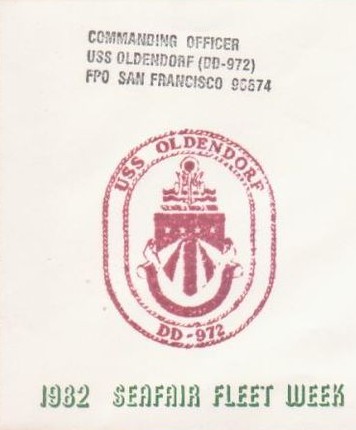 COMMANDING OFFICER
USS OLDENDORF (DD-972)
FPO SAN FRANCISCO 96674
USS OLDENDORF
DD-972
1982 SEAFAIR FLEET WEEK